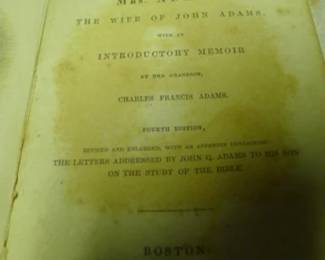 MRS.
THE WIFE OF JOHN ADAMS.
WITH AN
INTRODUCTORY MEMOIR
BY HER GRANDSON,
CHARLES FRANCIS ADAMS.
FOURTH EDITION,
REVISED AND ENLARGED, WITH AN APPENDIX CONTAINING
THE LETTERS ADDRESSED BY JOHN Q. ADAMS TO HIS SON
ON THE STUDY OF THE BIBLE.
BOSTON: